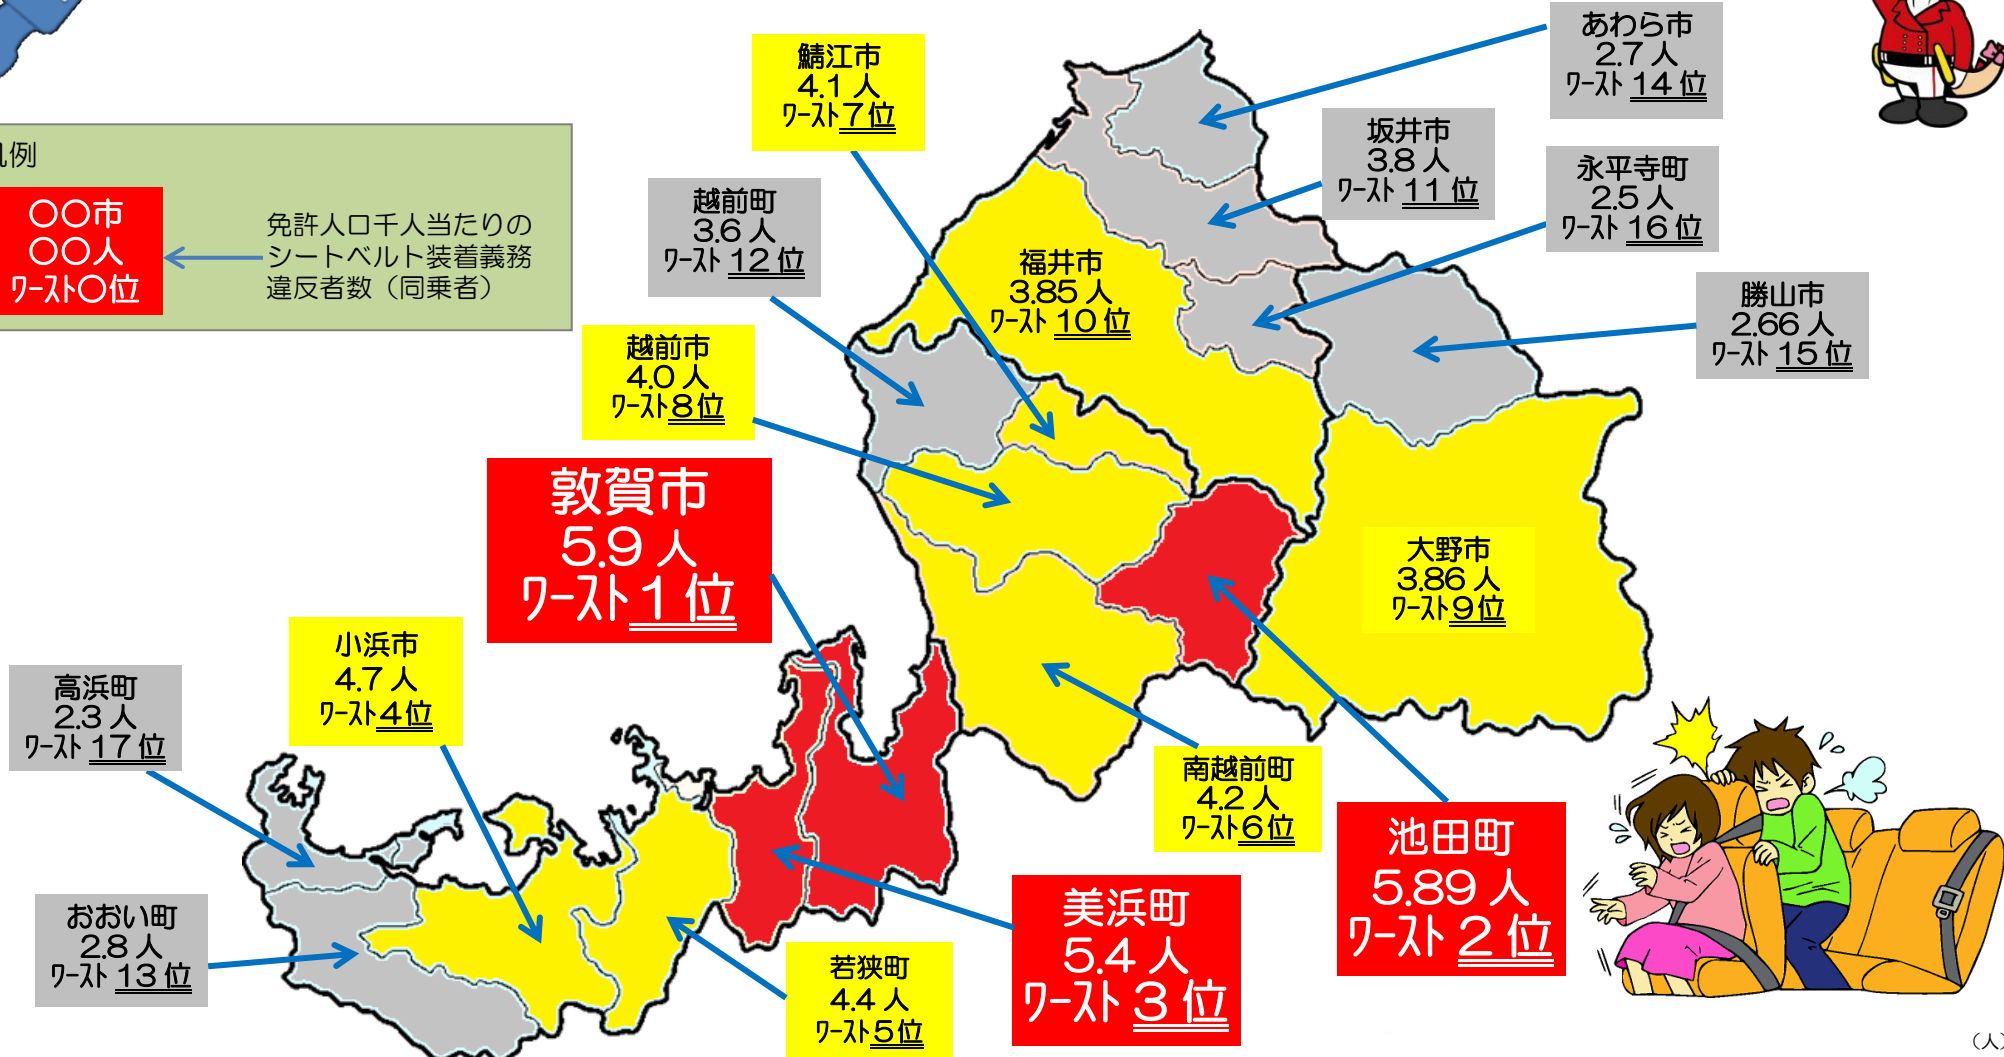 あわら市
2.7人
ワースト 14位
鯖江市
4.1人
ワースト7位
坂井市
3.8人
ワースト 11位
凡例
永平寺町
2.5人
ワースト 16位
越前町
3.6人
ワースト 12位
○○市
○○人
ワースト○位
免許人口千人当たりの
シートベルト装着義務
違反者数（同乗者）
福井市
3.85人
ワースト 10位
勝山市
2.66人
ワースト 15位
越前市
4.0人
ワースト8位
敦賀市
5.9人
ワースト1位
大野市
3.86人
ワースト9位
小浜市
4.7人
ワースト4位
高浜町
2.3人
ワースト 17位
南越前町
4.2人
ワースト6位
池田町
5.89人
ワースト 2位
美浜町
5.4人
ワースト 3位
おおい町
2.8人
ワースト 13位
若狭町
4.4人
ワースト5位
（人）